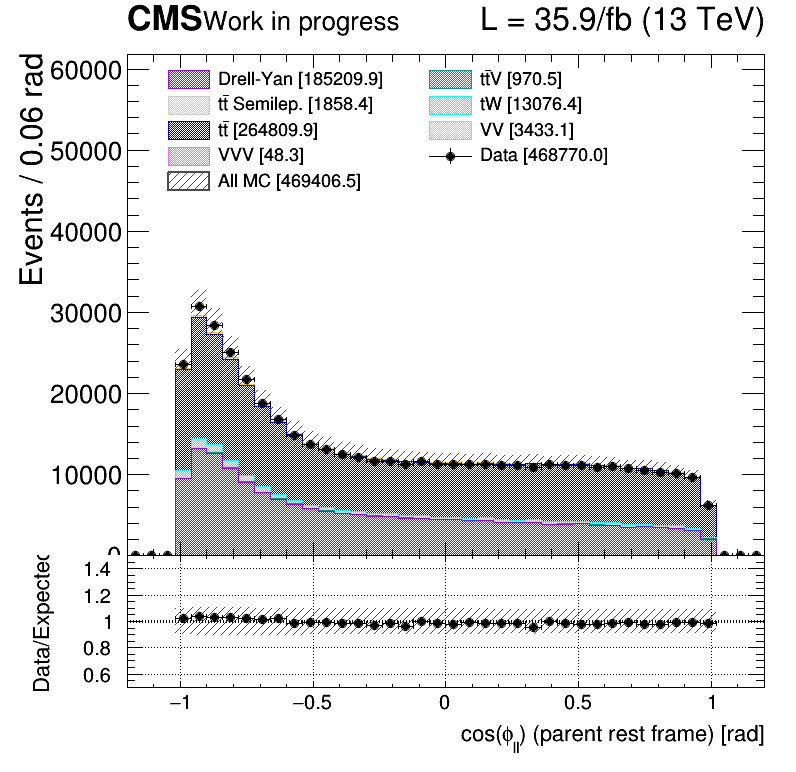 CMS Work in progress L = 35.9/fb (13 TeV)
Events / 0.06 rad
60000
50000
40000
30000
20000
10000
0
Drell-Yan [185209.9]
tt̄ Semilep. [1858.4]
tt̄ [264809.9]
VVV [48.3]
All MC [469406.5]
tt̄V [970.5]
tW [13076.4]
VV [3433.1]
Data [468770.0]
Data/Expected
1.4
1.2
1
0.8
0.6
−1 −0.5 0 0.5 1
cos(ϕ_ll) (parent rest frame) [rad]